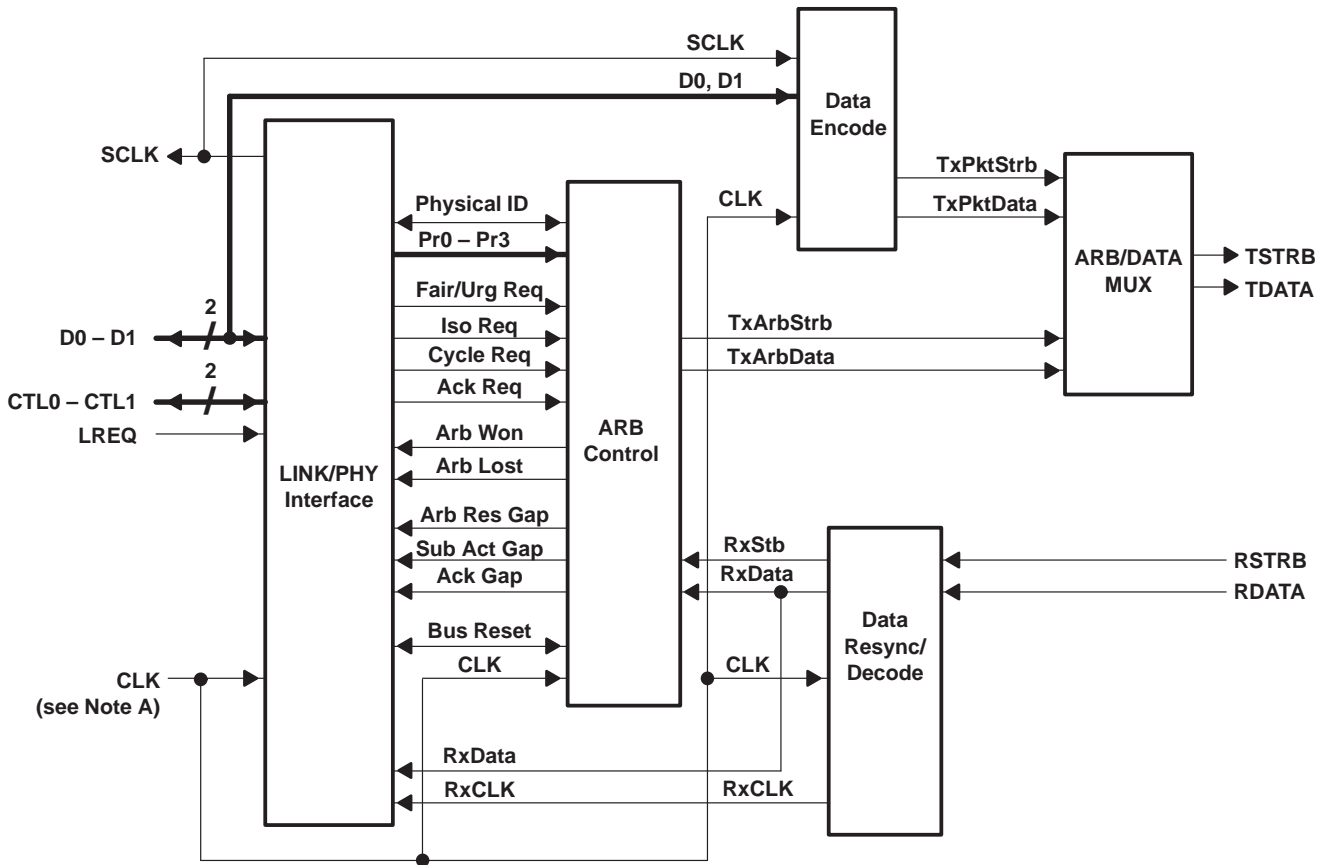 SCLK
D0, D1
Data
Encode
SCLK
TxPktStrb
TxPktData
CLK
Physical ID
Pr0 – Pr3
ARB/DATA
MUX
TSTRB
TDATA
Fair/Urg Req
Iso Req
Cycle Req
Ack Req
2
D0 – D1
2
CTL0 – CTL1
LREQ
TxArbStrb
TxArbData
ARB
Control
Arb Won
Arb Lost
LINK/PHY
Interface
Arb Res Gap
Sub Act Gap
Ack Gap
RxStb
RxData
RSTRB
RDATA
Data
Resync/
Decode
Bus Reset
CLK
CLK
CLK
(see Note A)
RxData
RxCLK
RxCLK